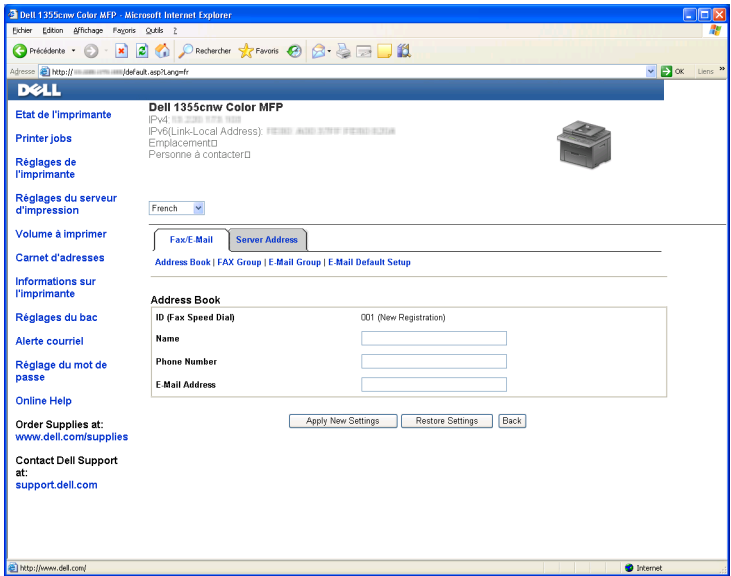 Dell 1355cnw Color MFP - Microsoft Internet Explorer
Fichier Edition Affichage Favoris Outils ?
Précédente Rechercher Favoris
Adresse http:// /default.asp?Lang=fr OK Liens »
DELL
Dell 1355cnw Color MFP
IPv4:
IPv6(Link-Local Address):
Emplacement
Personne à contacter
French
Etat de l'imprimante
Printer jobs
Réglages de
l'imprimante
Réglages du serveur
d'impression
Volume à imprimer
Carnet d'adresses
Informations sur
l'imprimante
Réglages du bac
Alerte courriel
Réglage du mot de
passe
Online Help
Order Supplies at:
www.dell.com/supplies
Contact Dell Support
at:
support.dell.com
Fax/E-Mail Server Address
Address Book | FAX Group | E-Mail Group | E-Mail Default Setup
Address Book
ID (Fax Speed Dial) 001 (New Registration)
Name
Phone Number
E-Mail Address
Apply New Settings Restore Settings Back
http://www.dell.com/ Internet